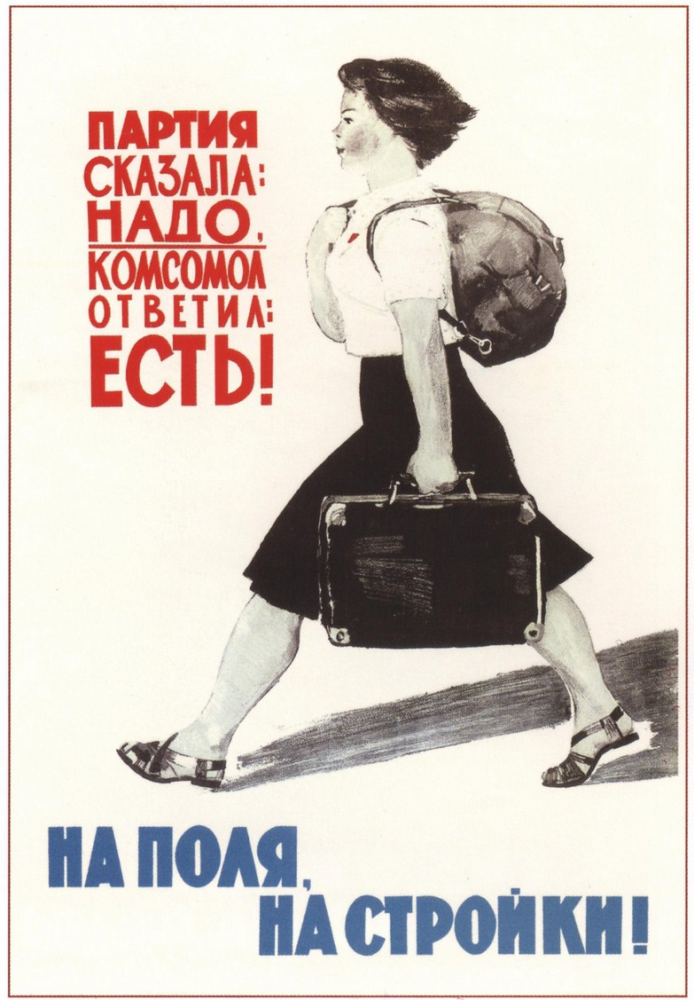 ПАРТИЯ
СКАЗАЛА:
НАДО,
КОМСОМОЛ
ОТВЕТИЛ:
ЕСТЬ!
НА ПОЛЯ,
НА СТРОЙКИ!